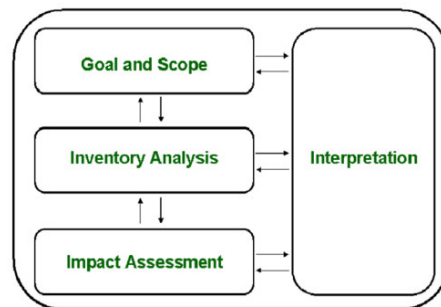 Goal and Scope
Inventory Analysis
Interpretation
Impact Assessment